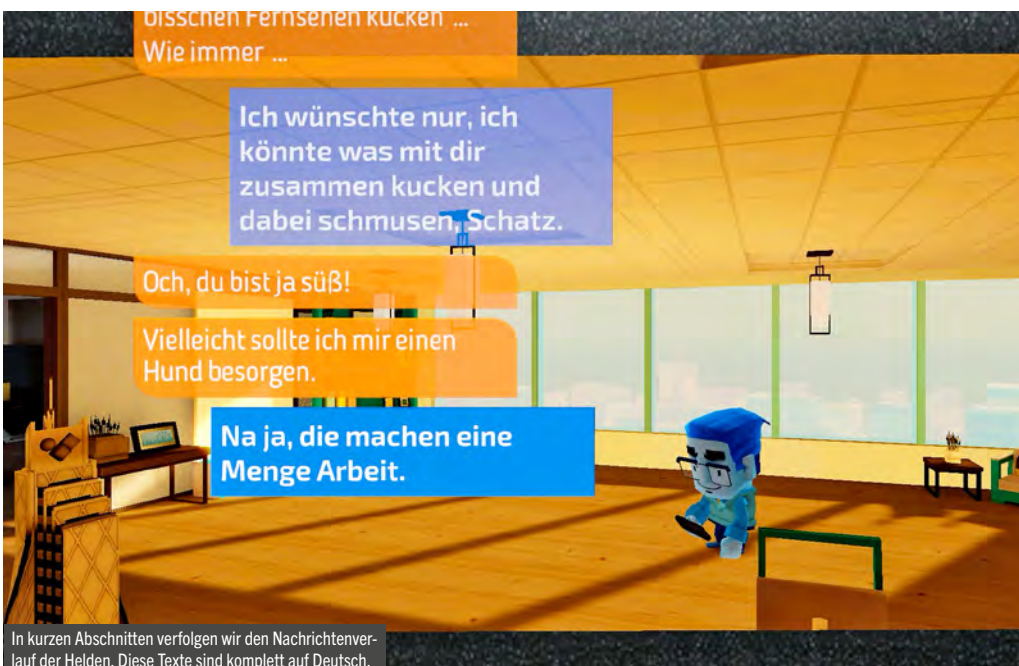 bisschen Fernsehen kucken ...
Wie immer ...
Ich wünschte nur, ich
könnte was mit dir
zusammen kucken und
dabei schmusen, Schatz.
Och, du bist ja süß!
Vielleicht sollte ich mir einen
Hund besorgen.
Na ja, die machen eine
Menge Arbeit.
In kurzen Abschnitten verfolgen wir den Nachrichtenver-
lauf der Helden. Diese Texte sind komplett auf Deutsch.